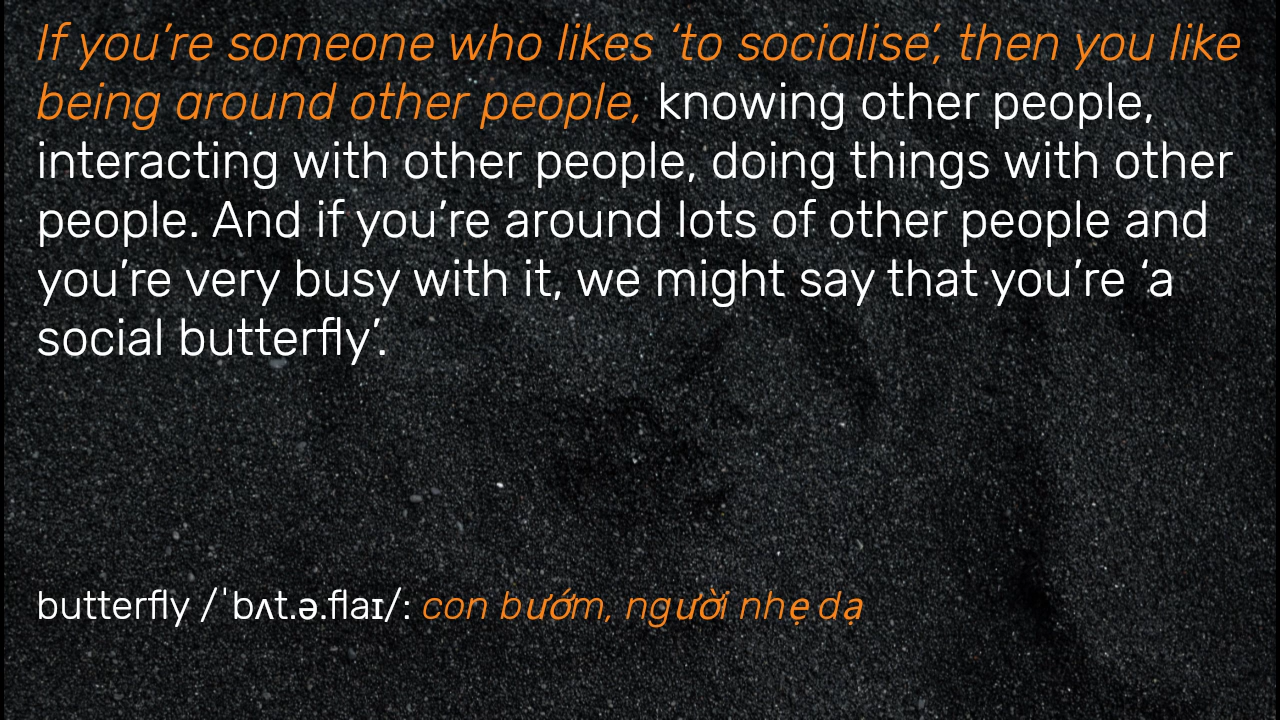 If you’re someone who likes ‘to socialise’, then you like
being around other people, knowing other people,
interacting with other people, doing things with other
people. And if you’re around lots of other people and
you’re very busy with it, we might say that you’re ‘a
social butterfly’.
butterfly /ˈbʌt.ə.flaɪ/: con bướm, người nhẹ dạ